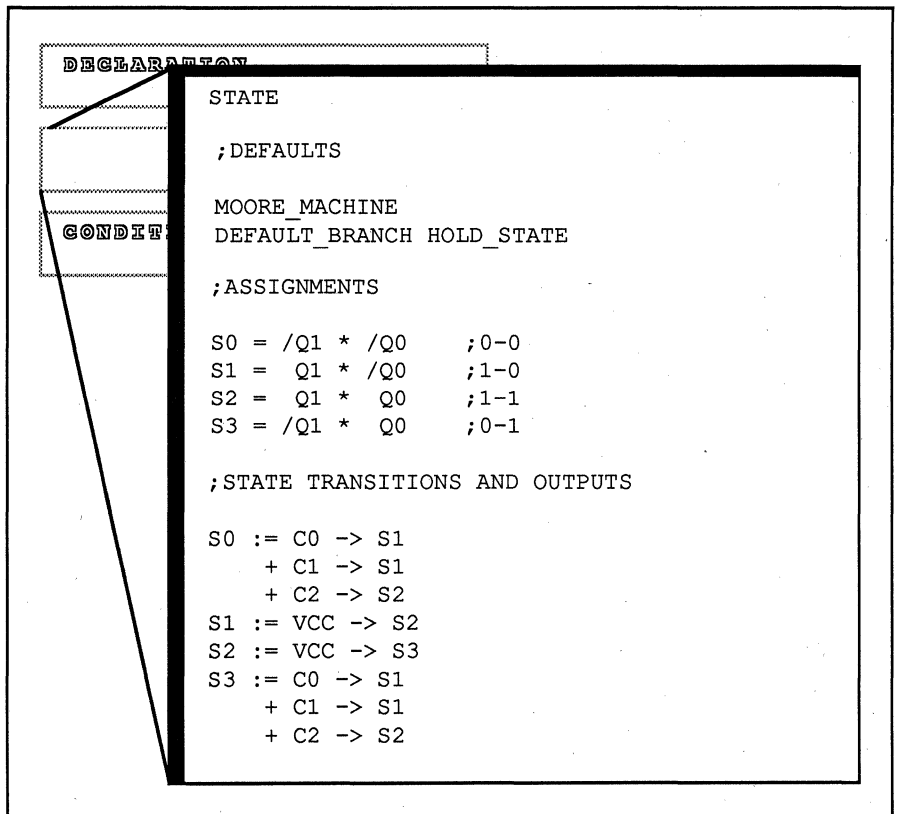 DECLARATION
STATE
;DEFAULTS
MOORE_MACHINE
CONDIT
DEFAULT_BRANCH HOLD_STATE
;ASSIGNMENTS
S0 = /Q1 * /Q0 ;0-0
S1 = Q1 * /Q0 ;1-0
S2 = Q1 * Q0 ;1-1
S3 = /Q1 * Q0 ;0-1
;STATE TRANSITIONS AND OUTPUTS
S0 := C0 -> S1
+ C1 -> S1
+ C2 -> S2
S1 := VCC -> S2
S2 := VCC -> S3
S3 := C0 -> S1
+ C1 -> S1
+ C2 -> S2